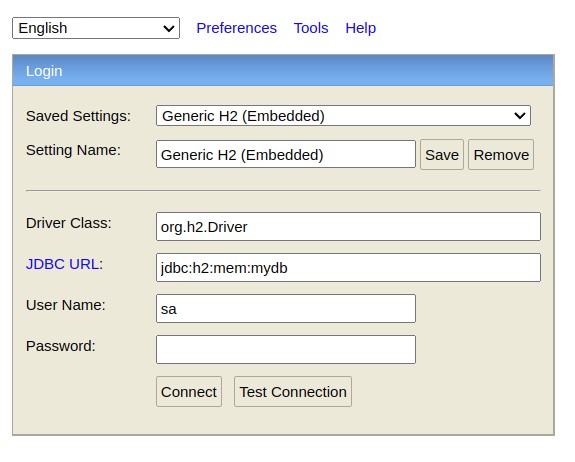 English Preferences Tools Help
Login
Saved Settings: Generic H2 (Embedded)
Setting Name: Generic H2 (Embedded) Save Remove
Driver Class: org.h2.Driver
JDBC URL: jdbc:h2:mem:mydb
User Name: sa
Password:
Connect Test Connection